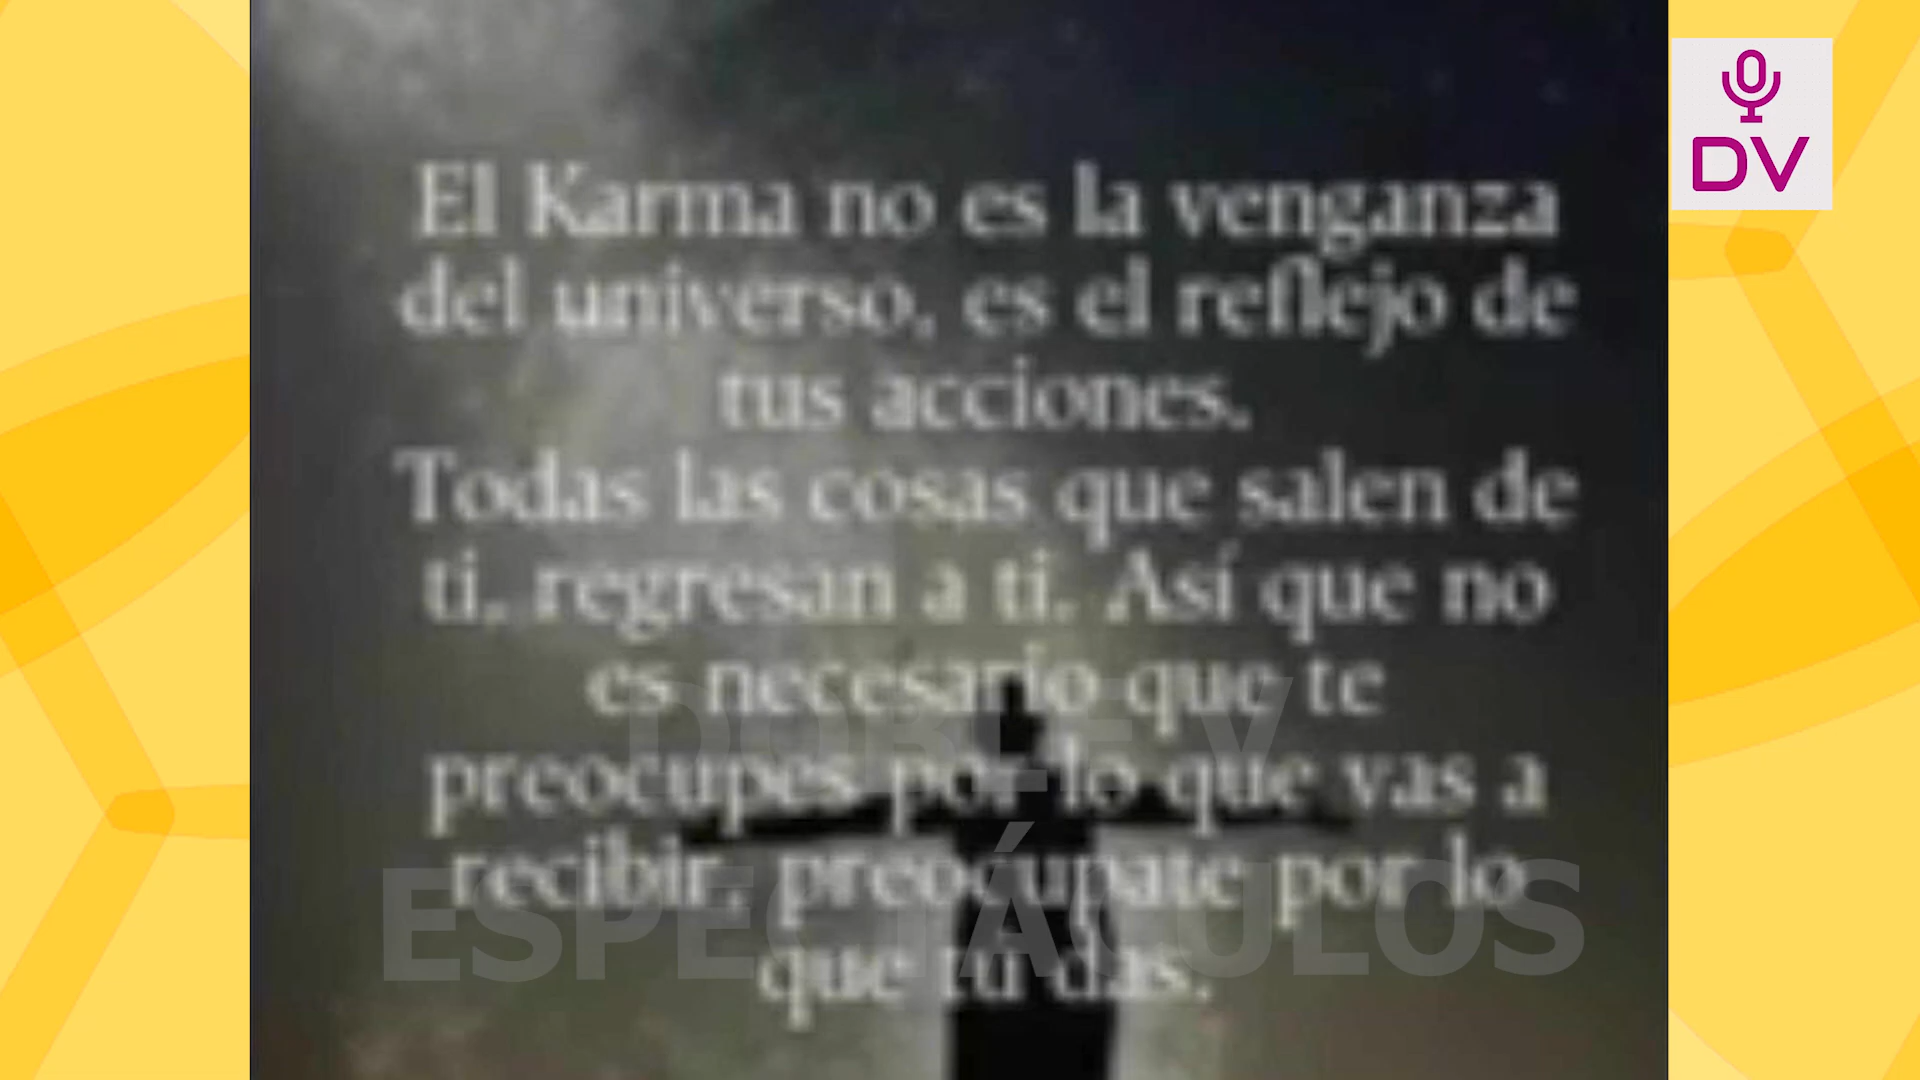 El Karma no es la venganza
del universo, es el reflejo de
tus acciones.
Todas las cosas que salen de
ti, regresan a ti. Así que no
es necesario que te
preocupes por lo que vas a
recibir, preocúpate por lo
que tú das.
DOBLE V
ESPECTÁCULOS
DV